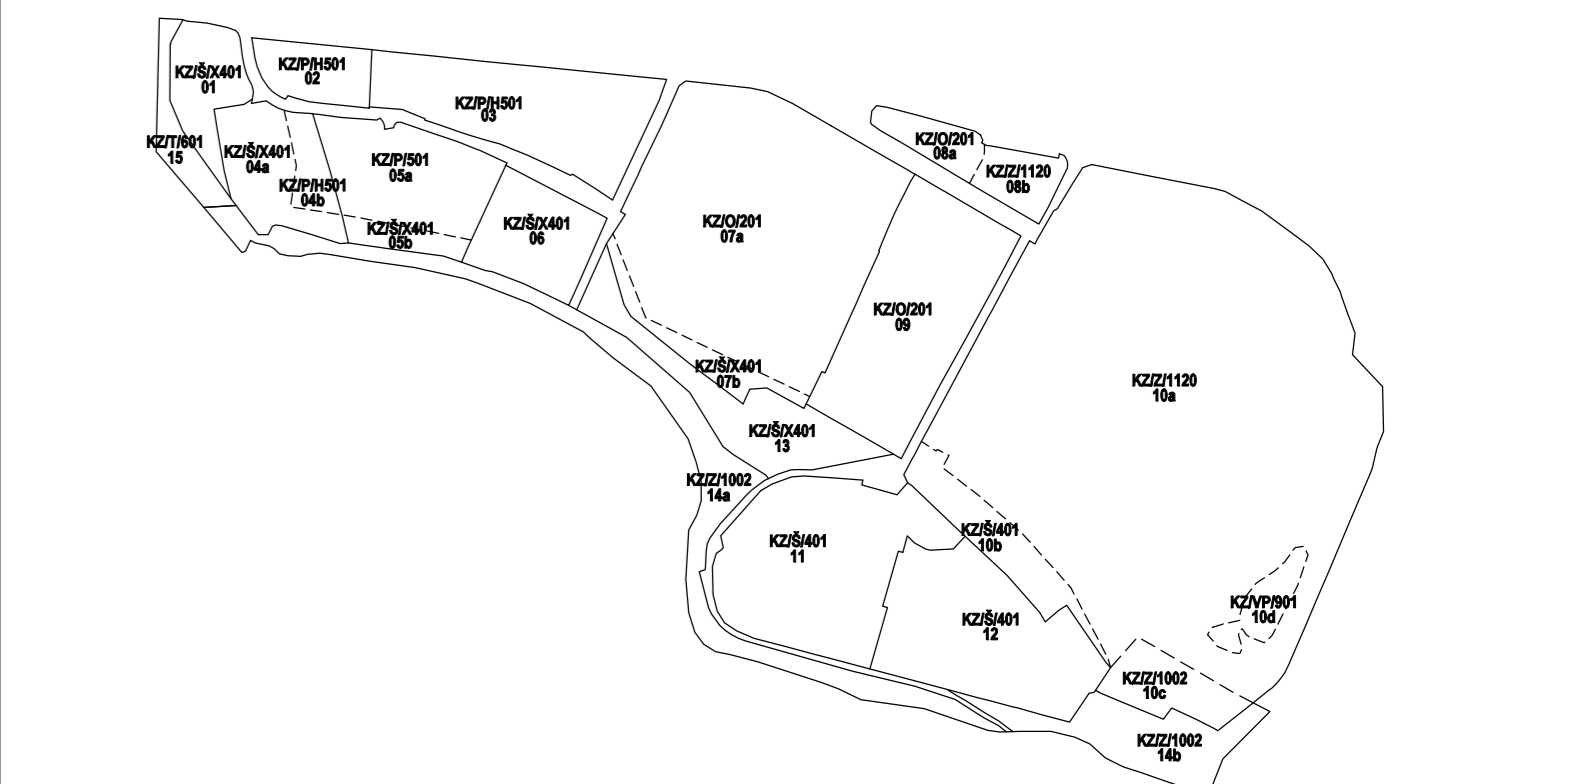 KZ/Š/X401
01
KZ/P/H501
02
KZ/P/H501
03
KZ/T/601
15
KZ/Š/X401
04a
KZ/P/H501
04b
KZ/P/501
05a
KZ/Š/X401
05b
KZ/Š/X401
06
KZ/O/201
07a
KZ/Š/X401
07b
KZ/O/201
08a
KZ/Z/1120
08b
KZ/O/201
09
KZ/Z/1120
10a
KZ/Š/X401
13
KZ/Z/1002
14a
KZ/Š/401
11
KZ/Š/401
10b
KZ/Š/401
12
KZ/VP/901
10d
KZ/Z/1002
10c
KZ/Z/1002
14b